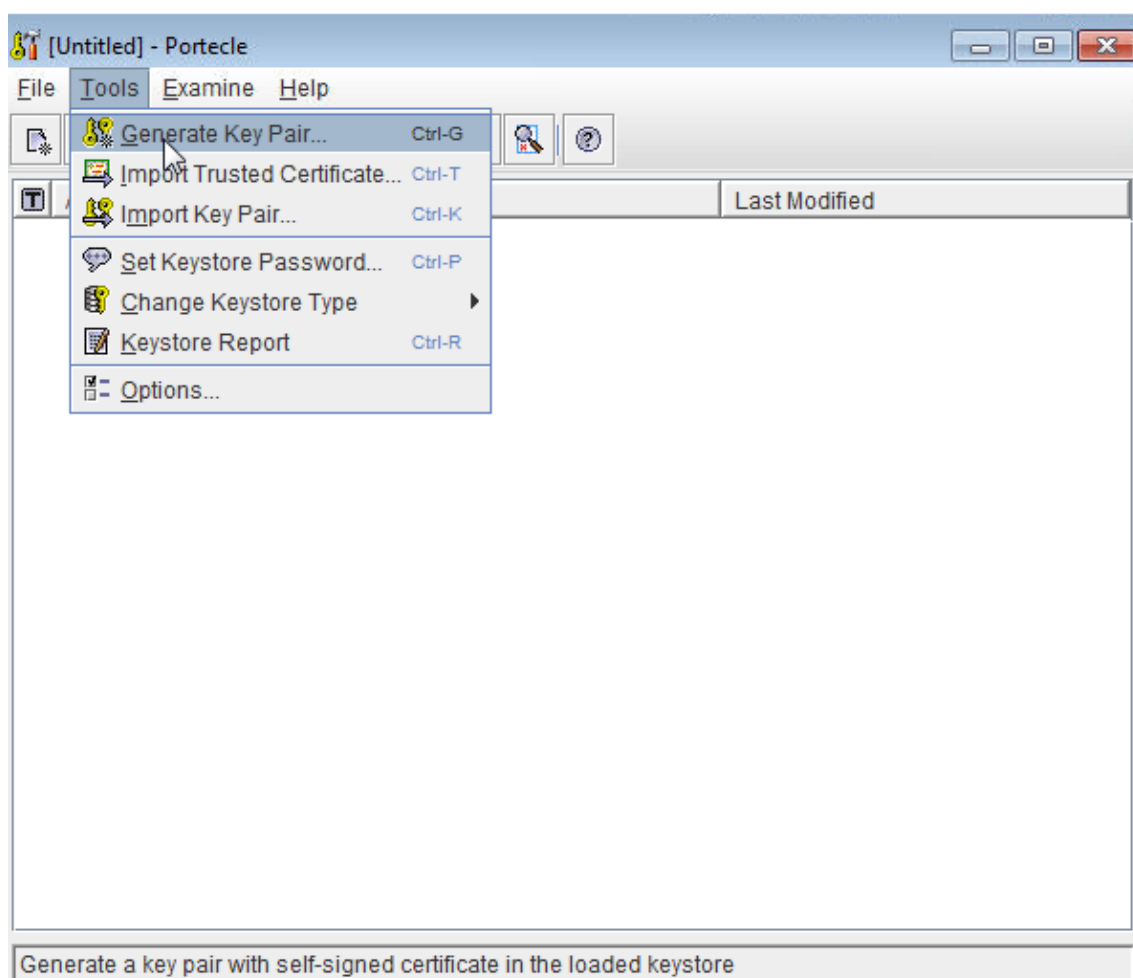 [Untitled] - Portecle
File Tools Examine Help
Generate Key Pair... Ctrl-G
Import Trusted Certificate... Ctrl-T
T Last Modified
Import Key Pair... Ctrl-K
Set Keystore Password... Ctrl-P
Change Keystore Type
Keystore Report Ctrl-R
Options...
Generate a key pair with self-signed certificate in the loaded keystore